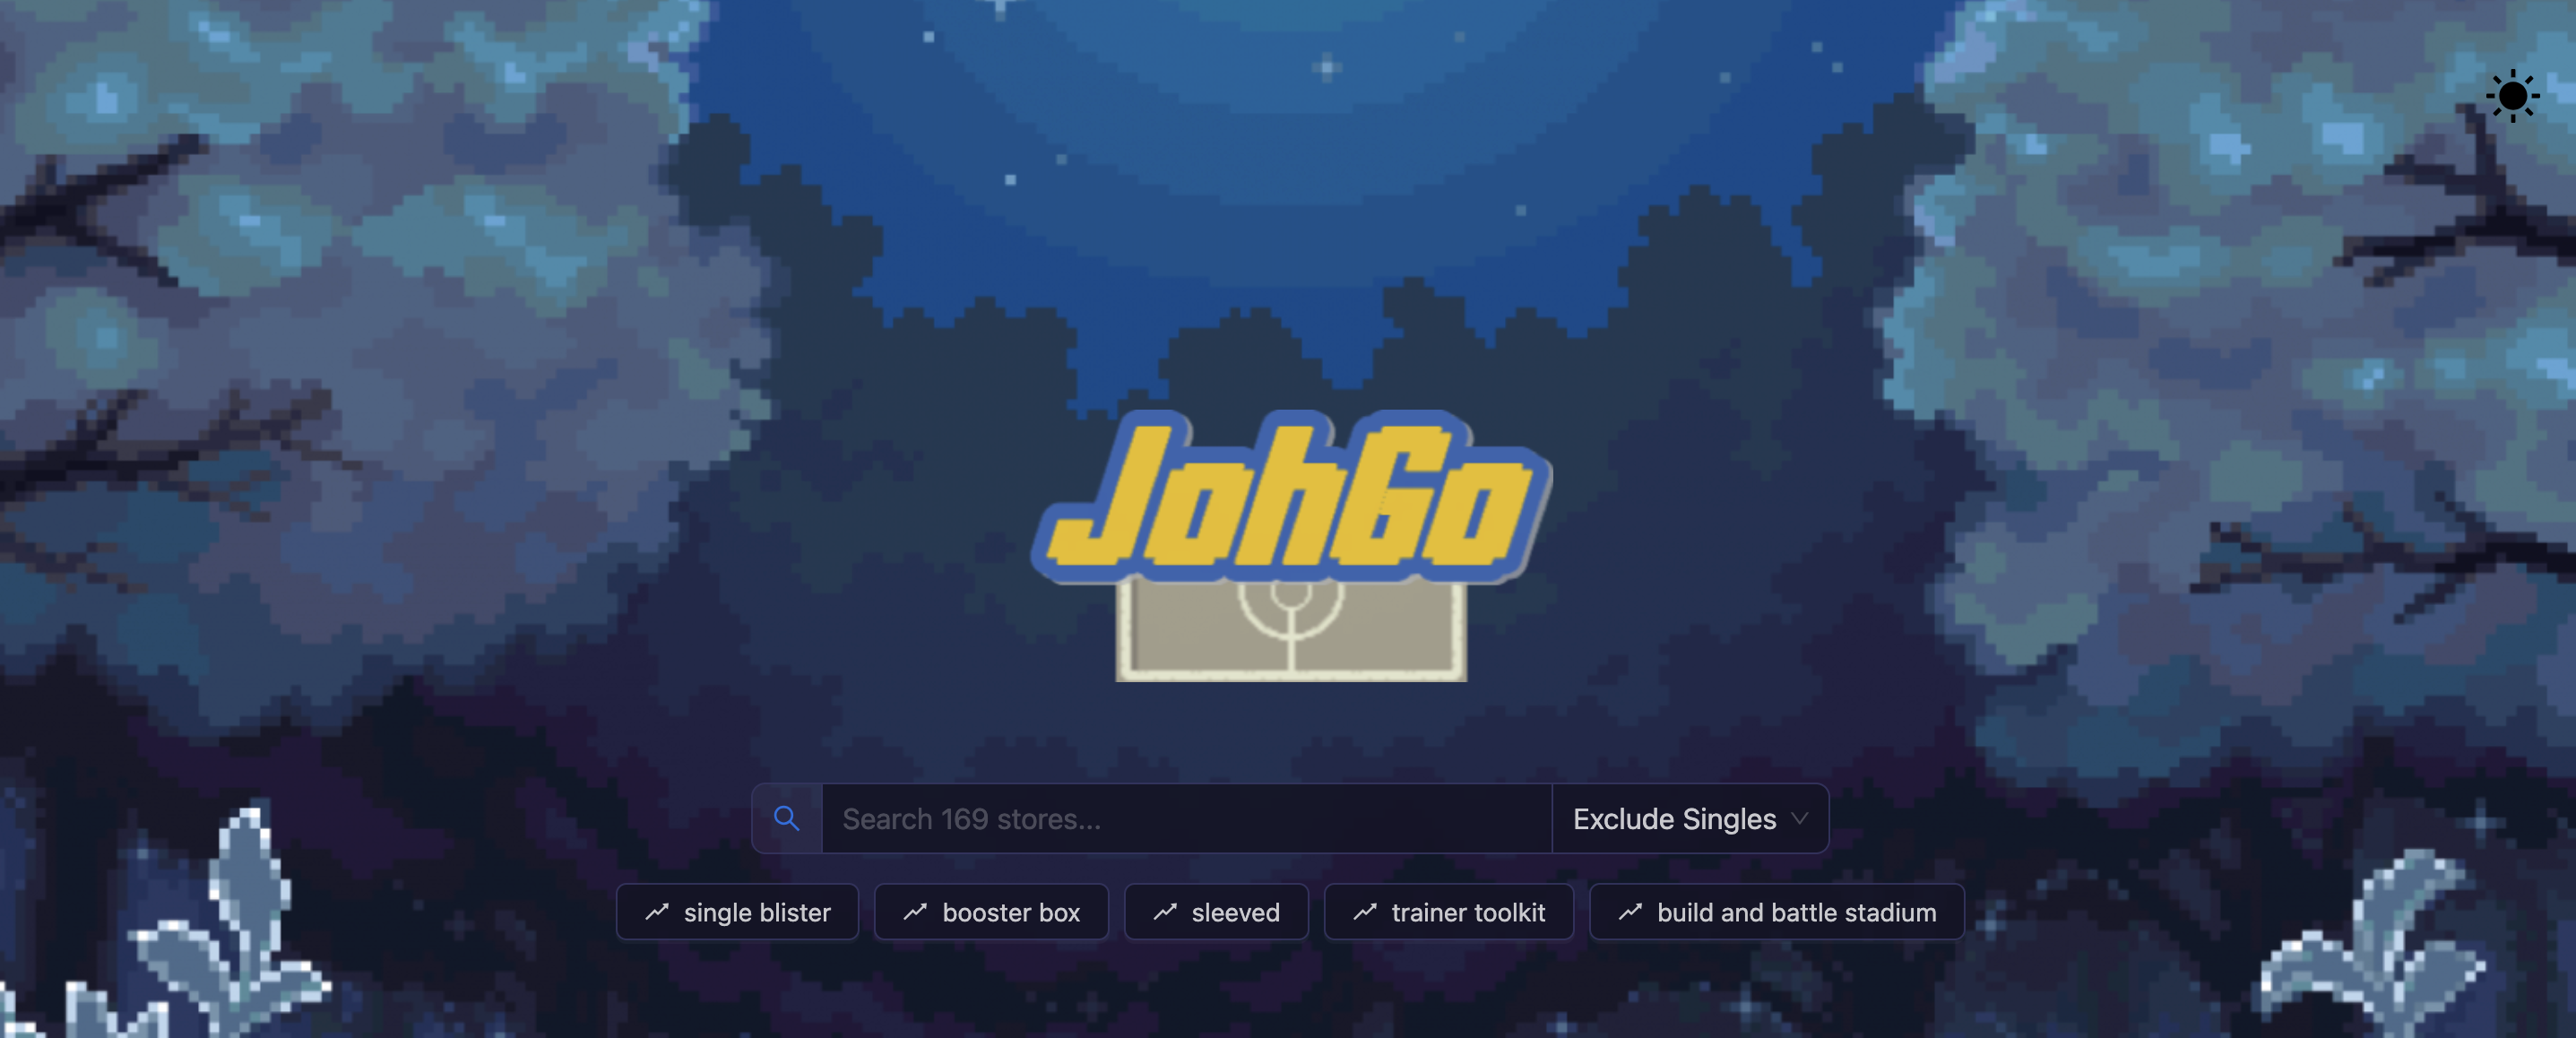 JohGo
Search 169 stores...
Exclude Singles
single blister
booster box
sleeved
trainer toolkit
build and battle stadium